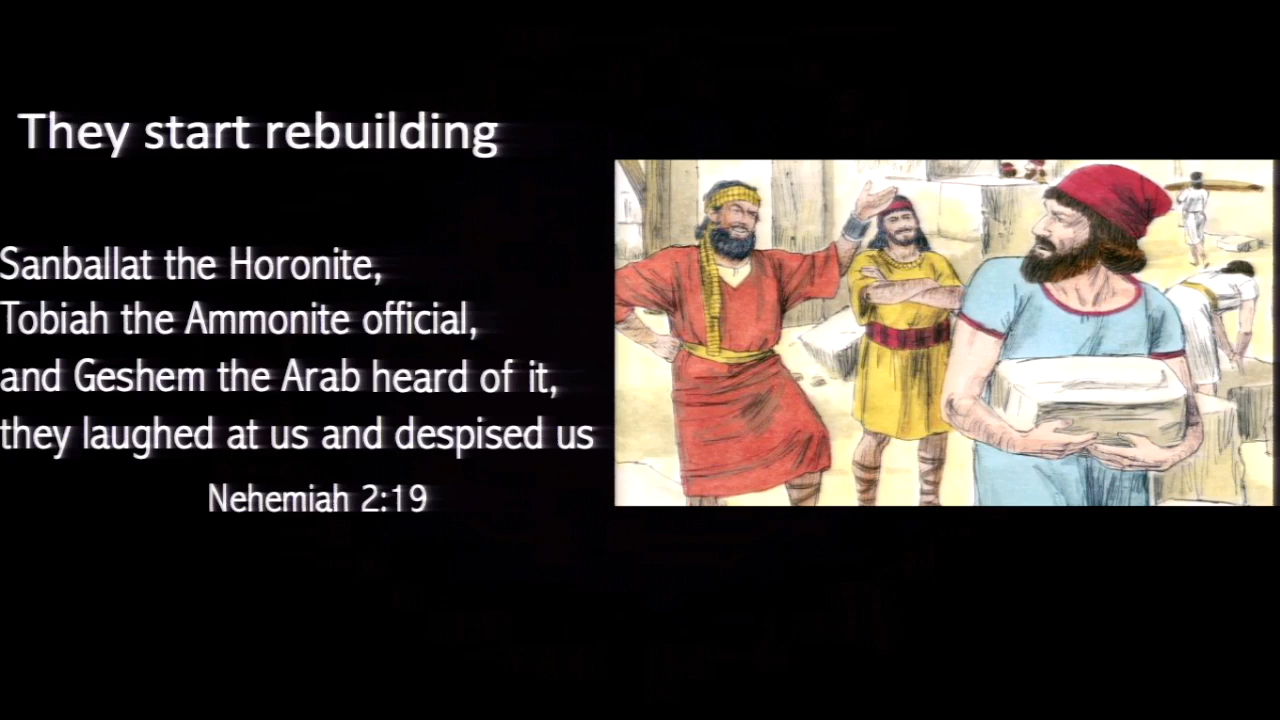 They start rebuilding
Sanballat the Horonite,
Tobiah the Ammonite official,
and Geshem the Arab heard of it,
they laughed at us and despised us
Nehemiah 2:19